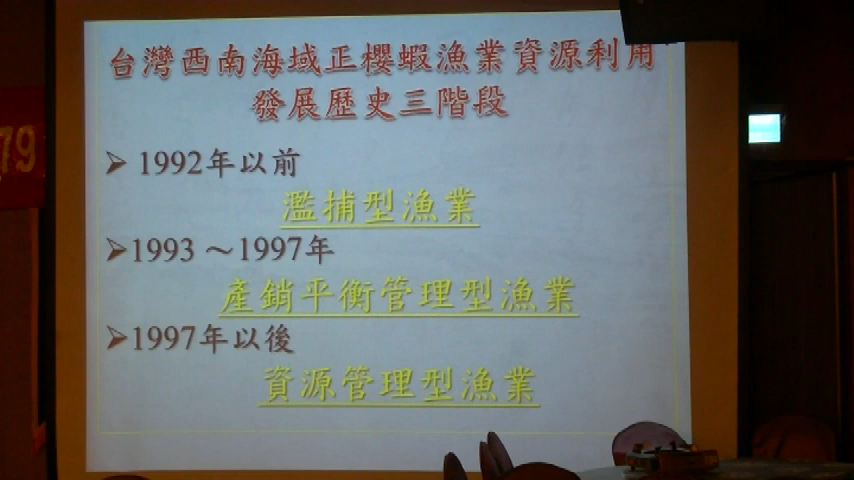 台灣西南海域正櫻蝦漁業資源利用
發展歷史三階段
➢ 1992年以前
濫捕型漁業
➢1993 ～1997年
產銷平衡管理型漁業
➢1997年以後
資源管理型漁業
79